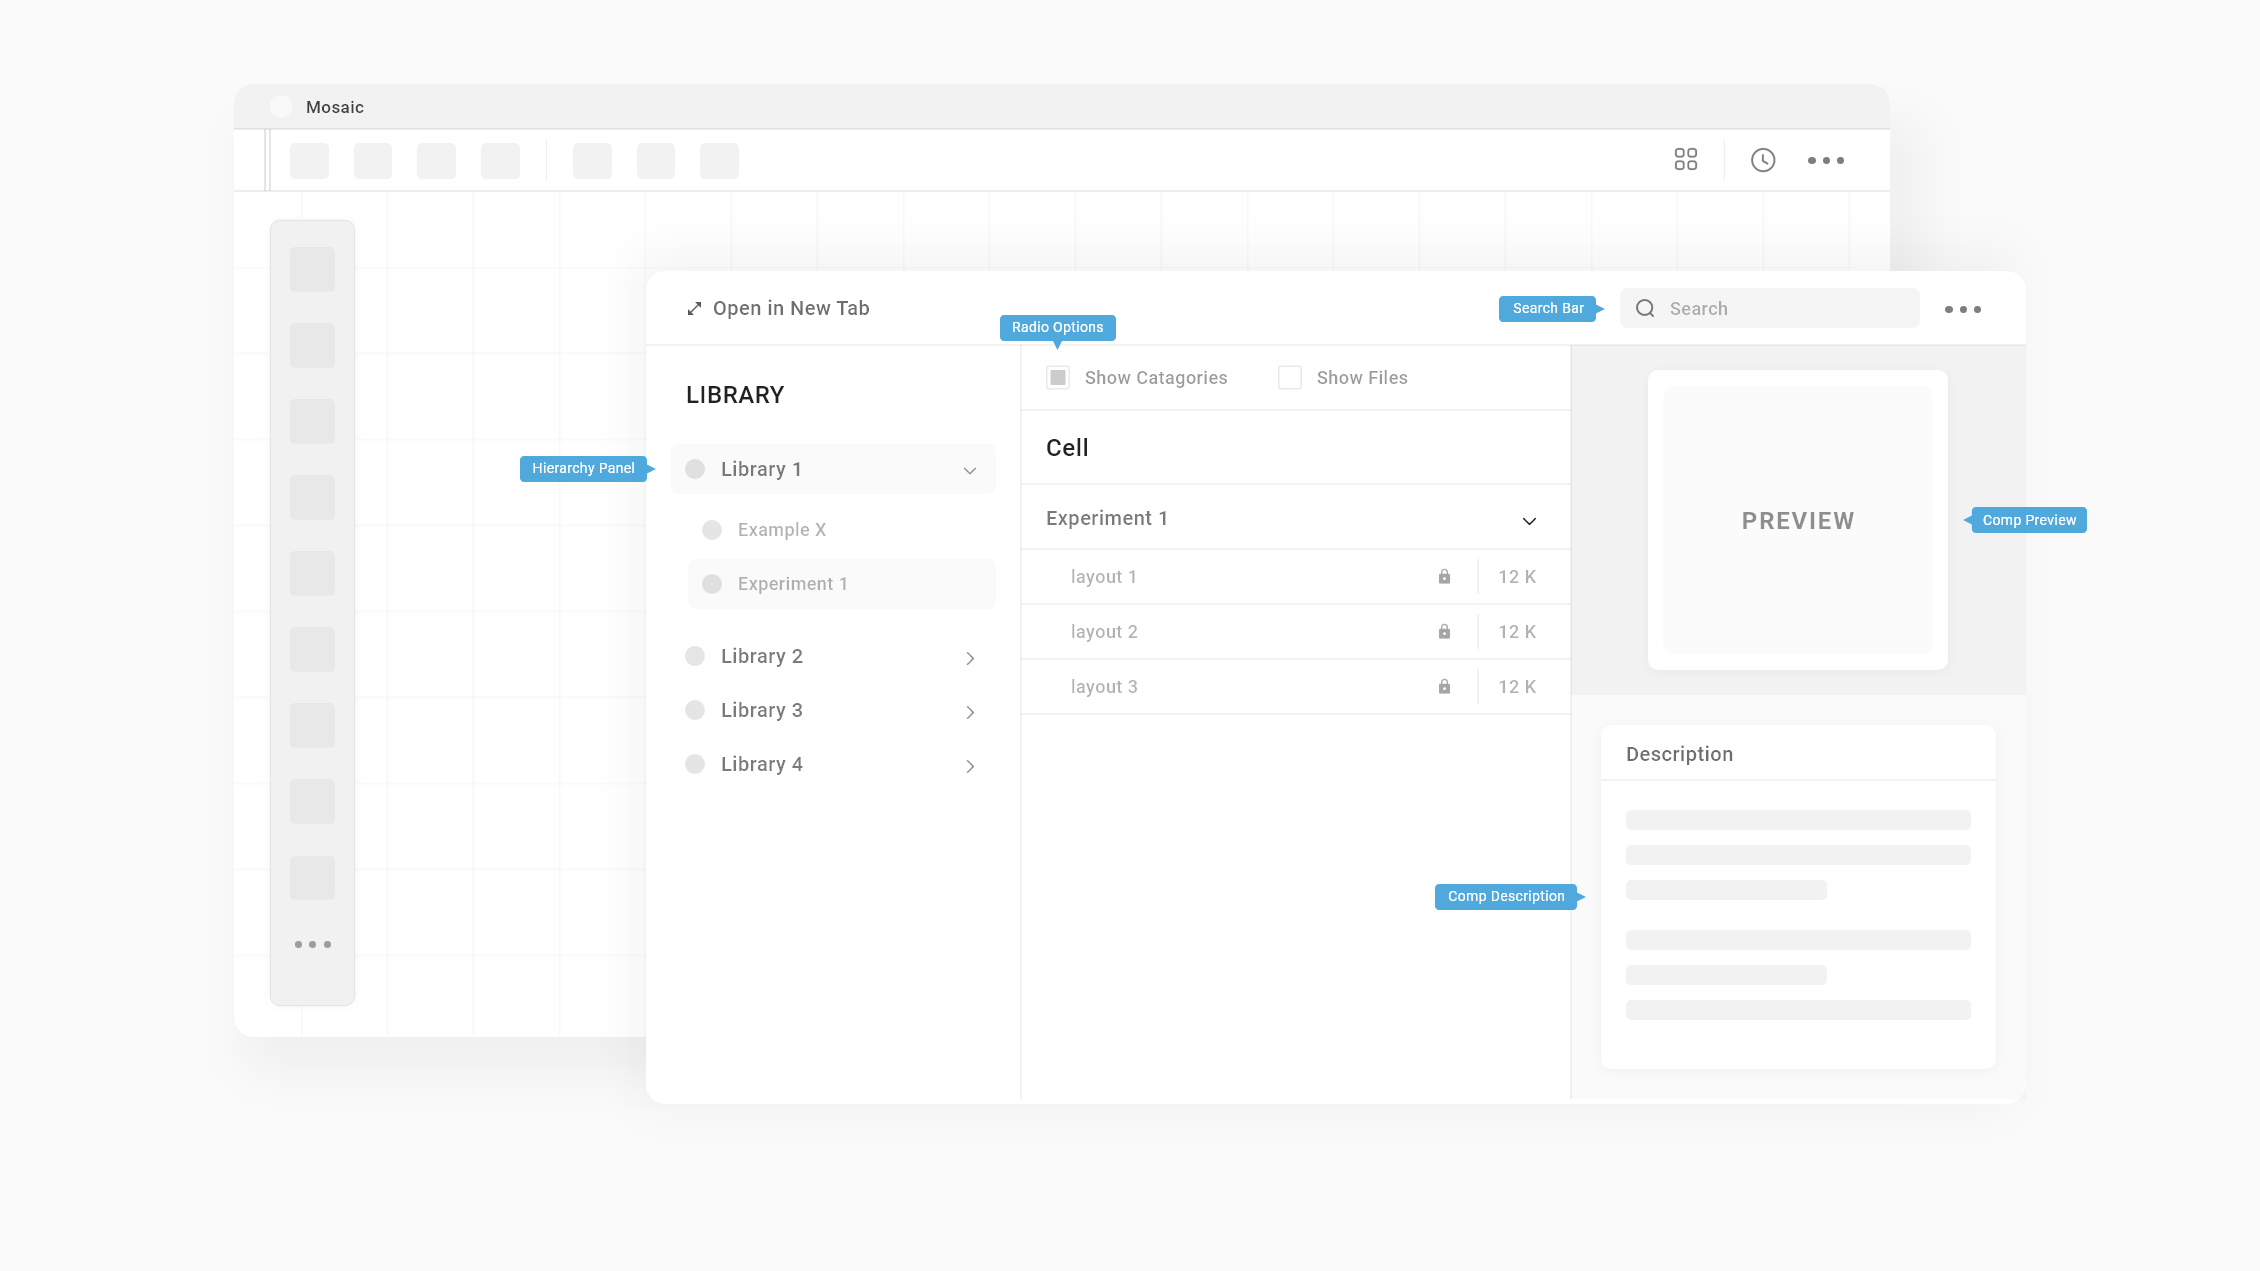 Mosaic
Open in New Tab
Search Bar
Search
Radio Options
Show Catagories
Show Files
LIBRARY
Hierarchy Panel
Library 1
Example X
Experiment 1
Library 2
Library 3
Library 4
Cell
Experiment 1
layout 1 12 K
layout 2 12 K
layout 3 12 K
PREVIEW
Comp Preview
Description
Comp Description